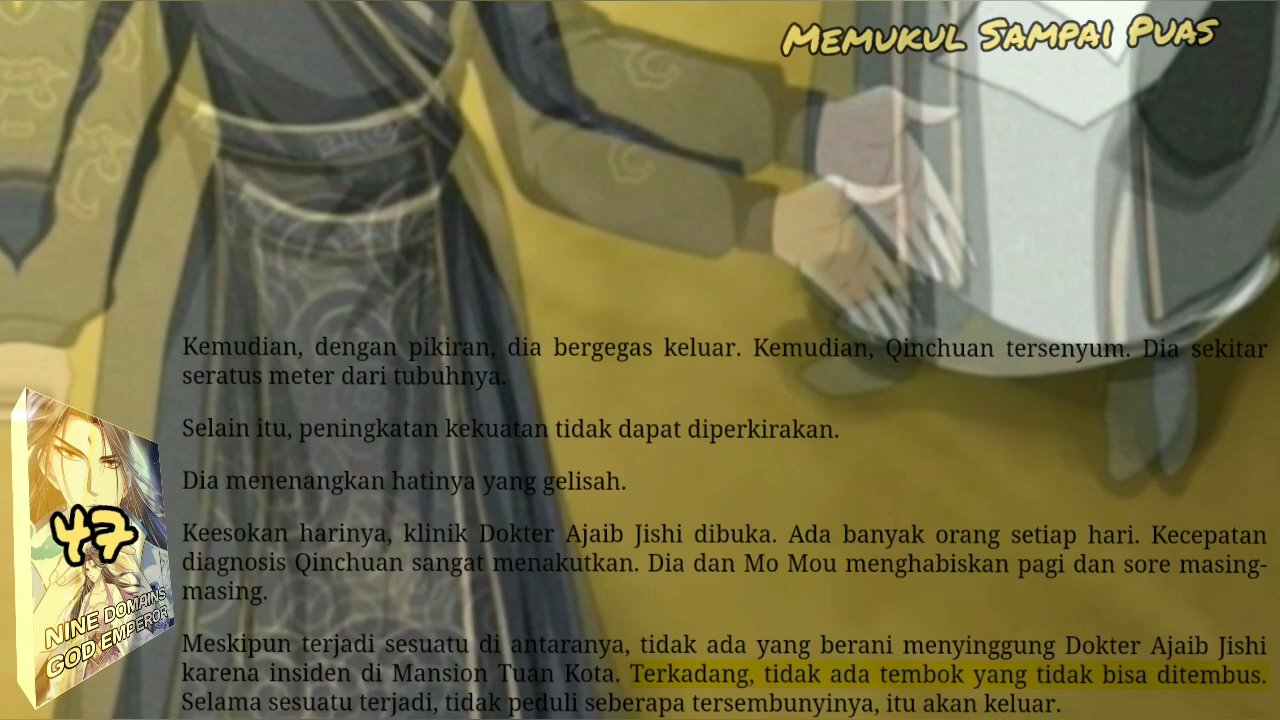 Memukul Sampai Puas
Kemudian, dengan pikiran, dia bergegas keluar. Kemudian, Qinchuan tersenyum. Dia sekitar
seratus meter dari tubuhnya.
Selain itu, peningkatan kekuatan tidak dapat diperkirakan.
Dia menenangkan hatinya yang gelisah.
Keesokan harinya, klinik Dokter Ajaib Jishi dibuka. Ada banyak orang setiap hari. Kecepatan
diagnosis Qinchuan sangat menakutkan. Dia dan Mo Mou menghabiskan pagi dan sore masing-
masing.
Meskipun terjadi sesuatu di antaranya, tidak ada yang berani menyinggung Dokter Ajaib Jishi
karena insiden di Mansion Tuan Kota. Terkadang, tidak ada tembok yang tidak bisa ditembus.
Selama sesuatu terjadi, tidak peduli seberapa tersembunyinya, itu akan keluar.
47
NINE DOMAINS
GOD EMPEROR